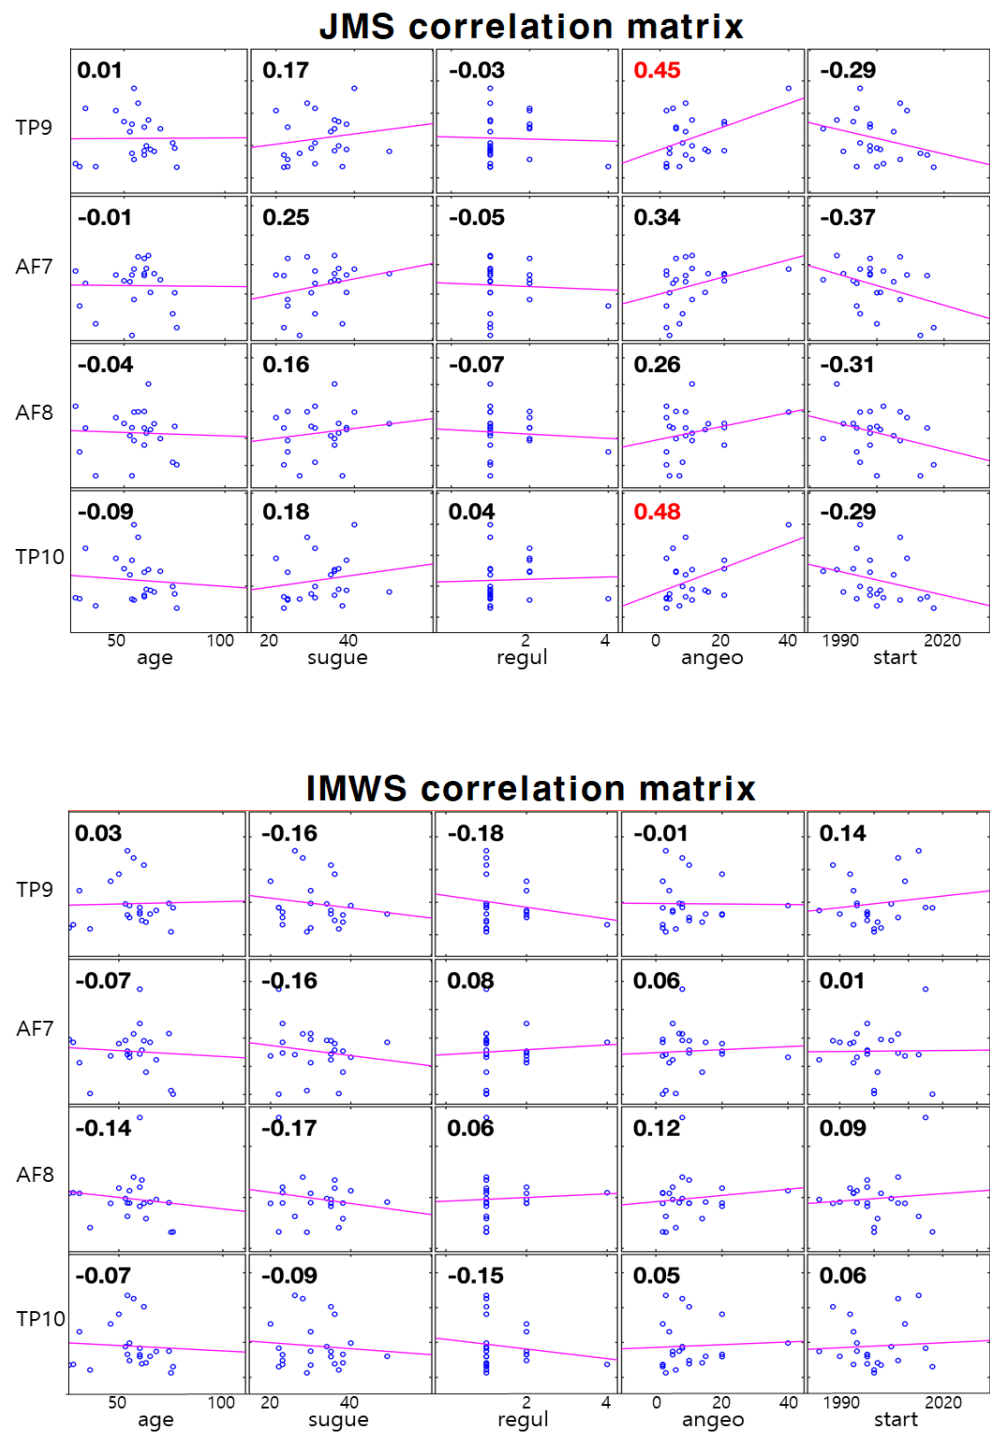 JMS correlation matrix
0.01 0.17 -0.03 0.45 -0.29
TP9
-0.01 0.25 -0.05 0.34 -0.37
AF7
-0.04 0.16 -0.07 0.26 -0.31
AF8
-0.09 0.18 0.04 0.48 -0.29
TP10
50 100 20 40 2 4 0 20 40 1990 2020
age sugue regul angeo start
IMWS correlation matrix
0.03 -0.16 -0.18 -0.01 0.14
TP9
-0.07 -0.16 0.08 0.06 0.01
AF7
-0.14 -0.17 0.06 0.12 0.09
AF8
-0.07 -0.09 -0.15 0.05 0.06
TP10
50 100 20 40 2 4 0 20 40 1990 2020
age sugue regul angeo start